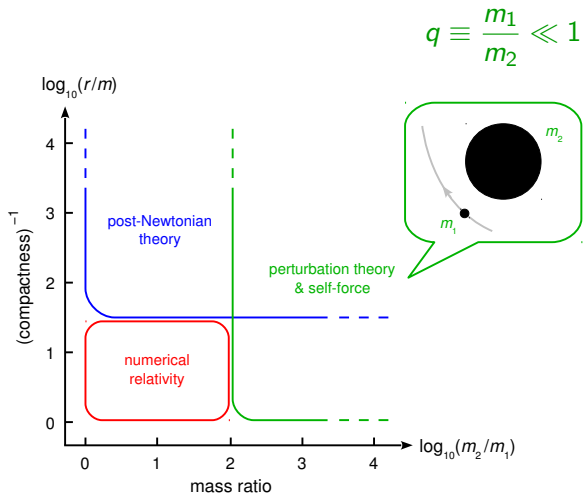 q ≡ m₁/m₂ ≪ 1
log₁₀(r/m)
m₂
m₁
4
3
2
1
0
(compactness)⁻¹
post-Newtonian
theory
perturbation theory
& self-force
numerical
relativity
0 1 2 3 4
log₁₀(m₂/m₁)
mass ratio